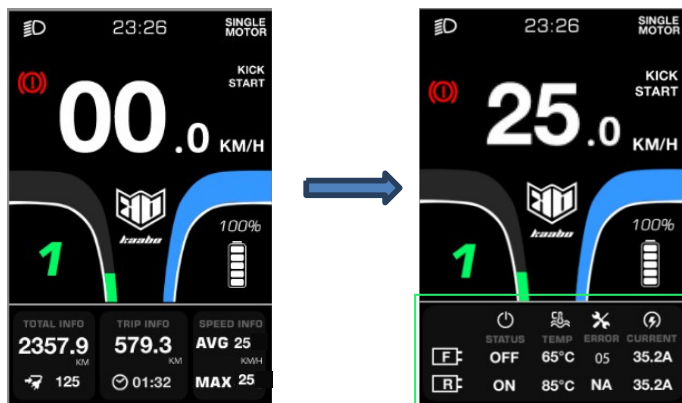 23:26
SINGLE
MOTOR
KICK
START
00.0 KM/H
kaabo
1
100%
TOTAL INFO
2357.9
KM
125
TRIP INFO
579.3
KM
01:32
SPEED INFO
AVG 25
KM/H
MAX 25
23:26
SINGLE
MOTOR
KICK
START
25.0 KM/H
kaabo
1
100%
STATUS TEMP ERROR CURRENT
F OFF 65°C 05 35.2A
R ON 85°C NA 35.2A